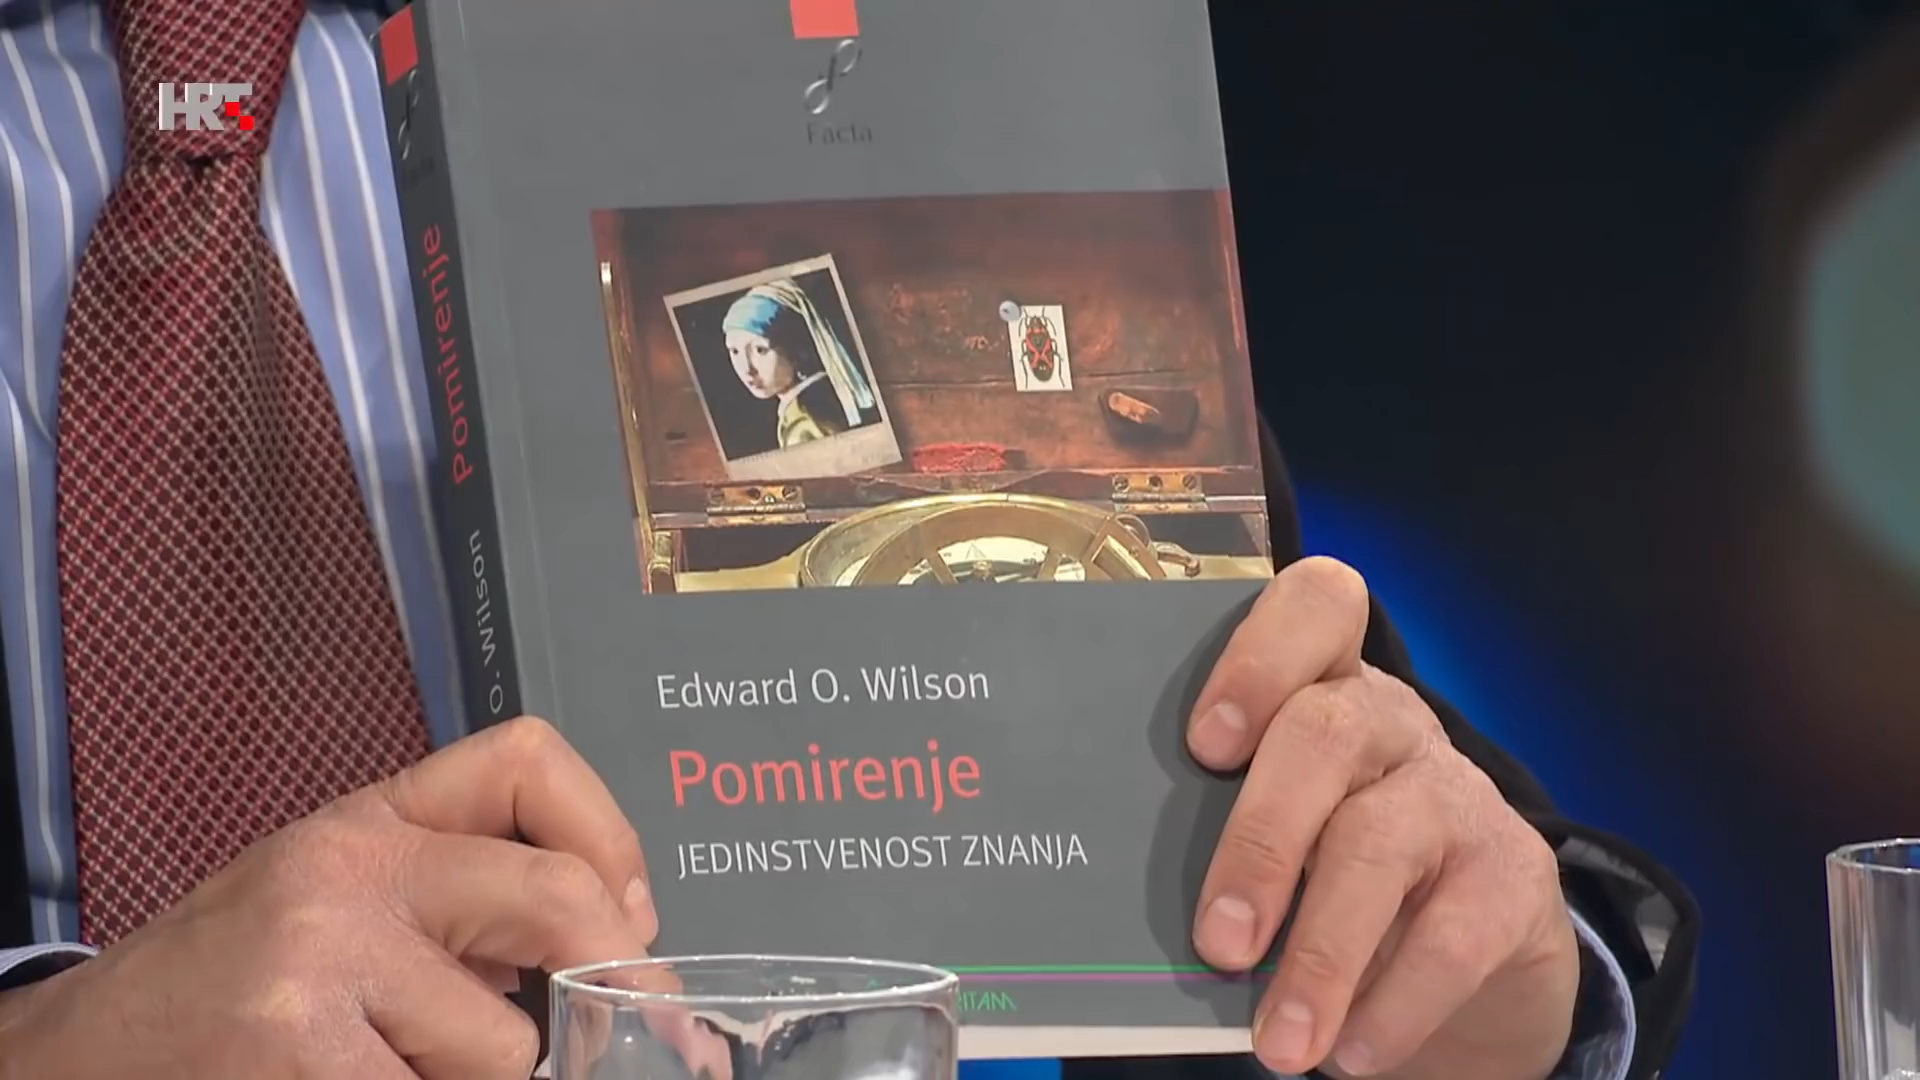 HRT
Facta
Pomirenje
O. Wilson
Edward O. Wilson
Pomirenje
JEDINSTVENOST ZNANJA